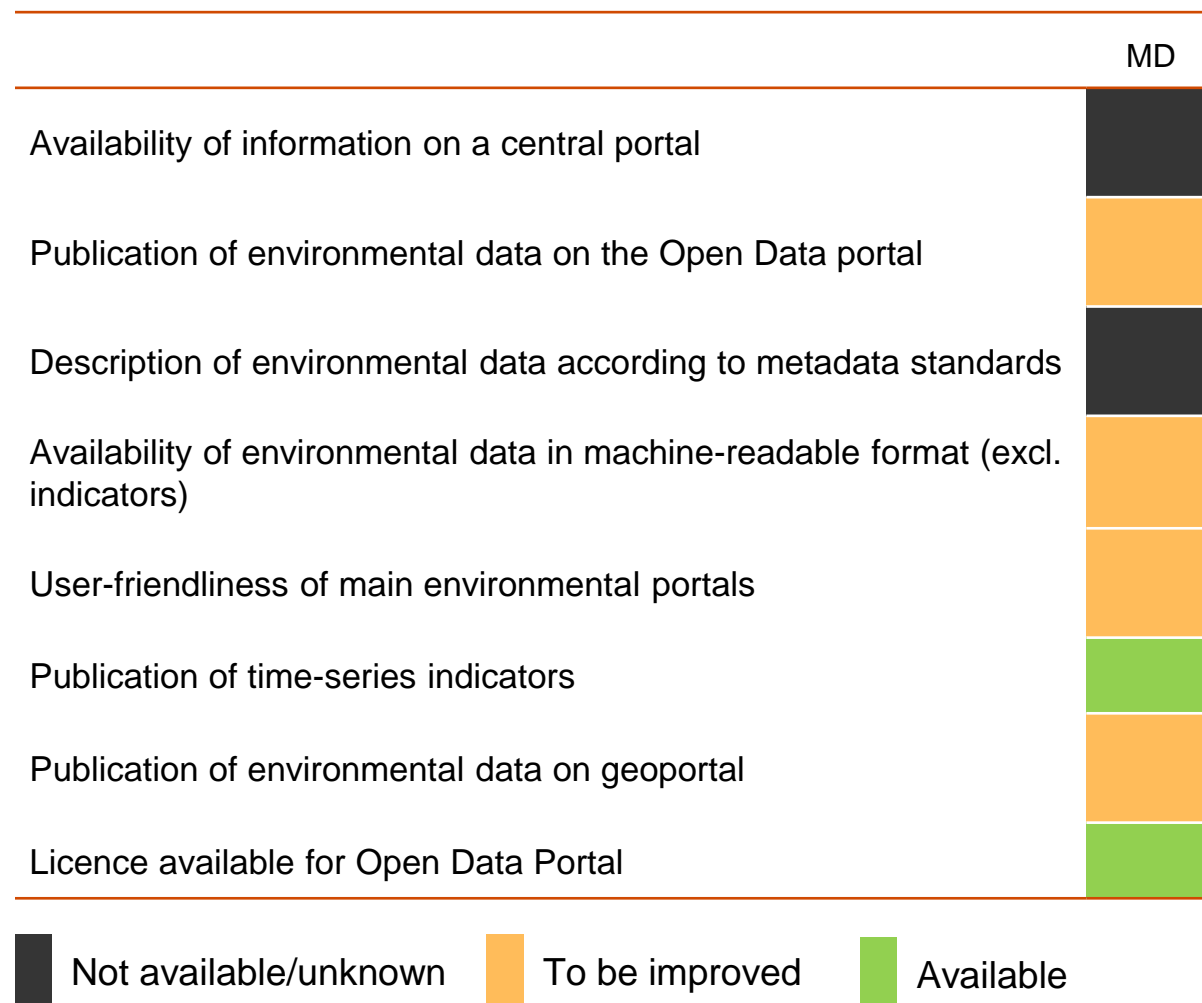 MD
Availability of information on a central portal
Publication of environmental data on the Open Data portal
Description of environmental data according to metadata standards
Availability of environmental data in machine-readable format (excl.
indicators)
User-friendliness of main environmental portals
Publication of time-series indicators
Publication of environmental data on geoportal
Licence available for Open Data Portal
Not available/unknown
To be improved
Available